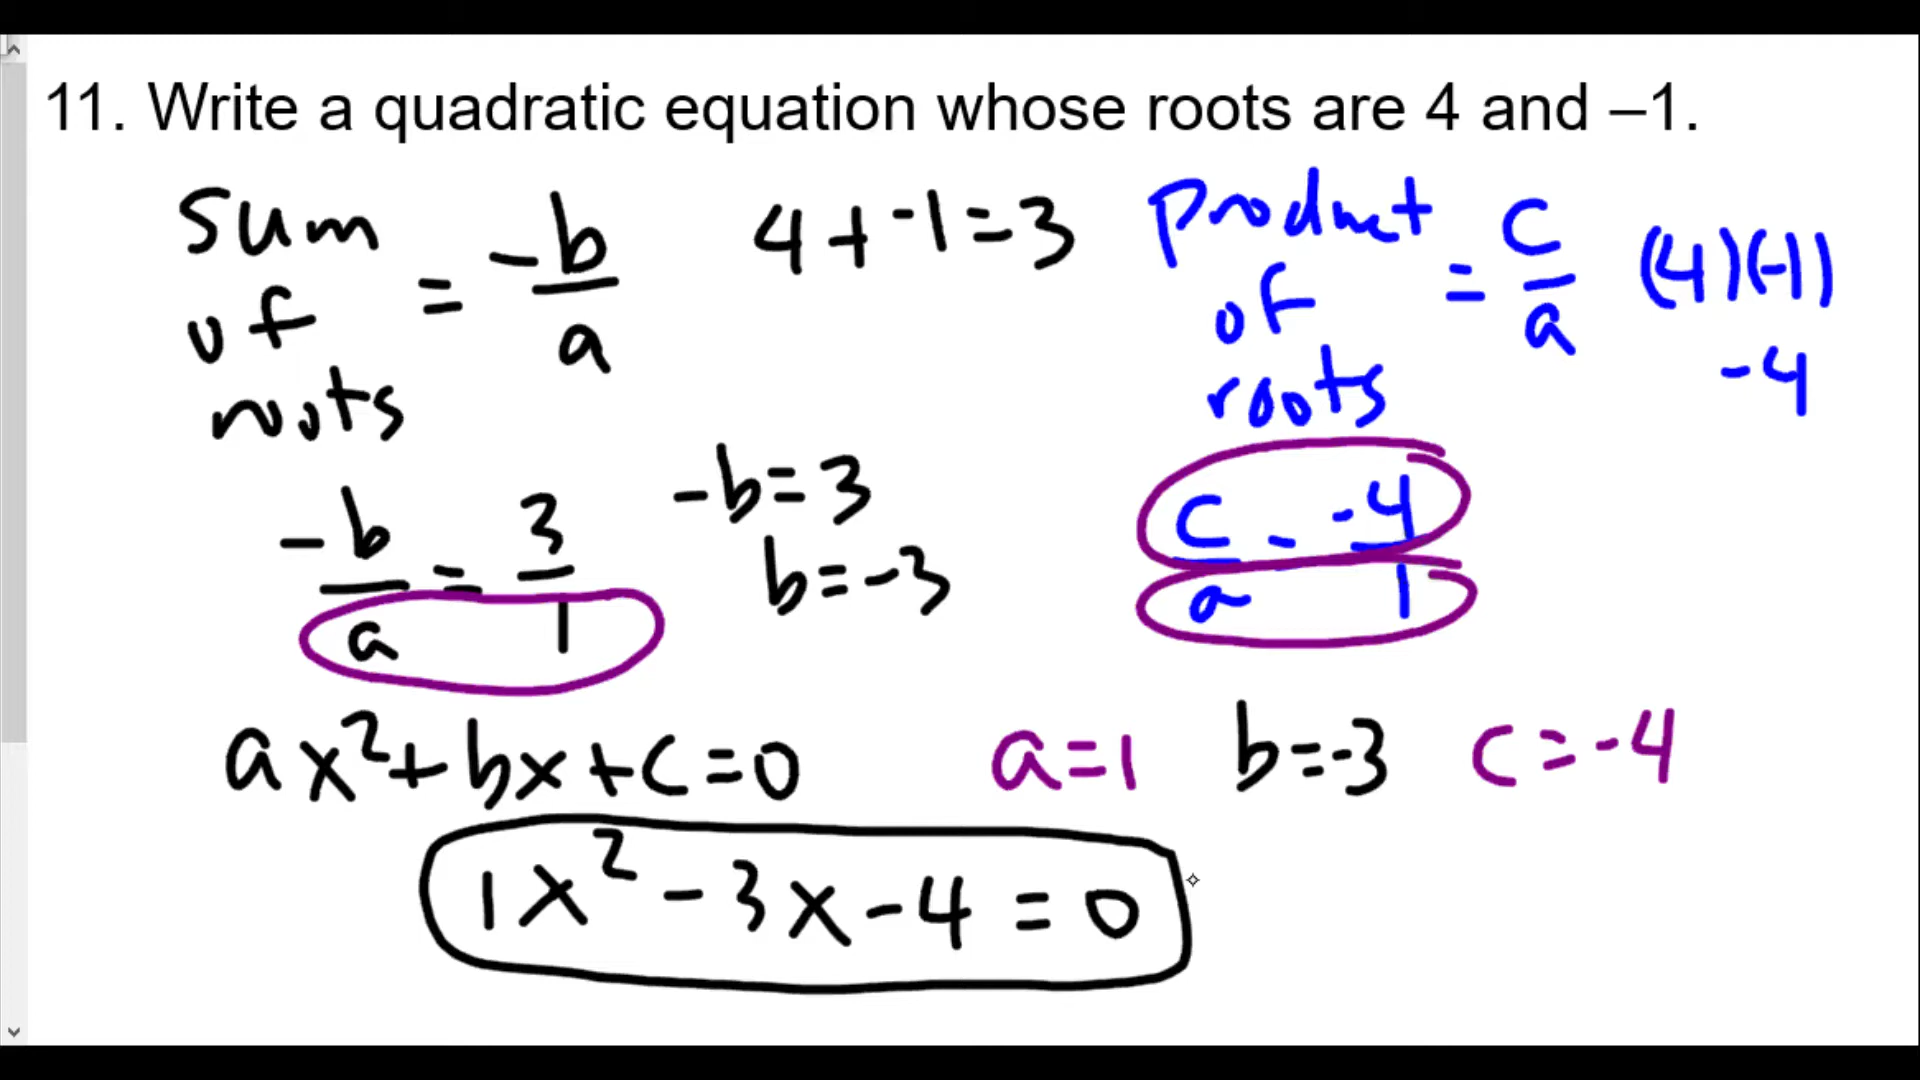 11. Write a quadratic equation whose roots are 4 and –1.
sum of roots = -b/a
4 + -1 = 3
product of roots = c/a
(4)(-1)
-4
-b/a = 3/1
-b = 3
b = -3
c/a = -4/1
ax² + bx + c = 0
a = 1
b = -3
c = -4
1x² - 3x - 4 = 0